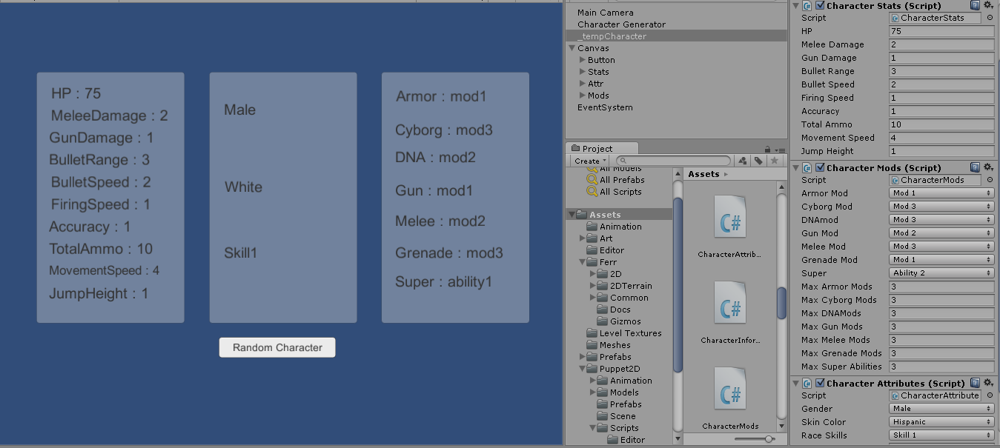 HP : 75
MeleeDamage : 2
GunDamage : 1
BulletRange : 3
BulletSpeed : 2
FiringSpeed : 1
Accuracy : 1
TotalAmmo : 10
MovementSpeed : 4
JumpHeight : 1
Male
White
Skill1
Armor : mod1
Cyborg : mod3
DNA : mod2
Gun : mod1
Melee : mod2
Grenade : mod3
Super : ability1
Random Character
Main Camera
Character Generator
_tempCharacter
Canvas
Button
Stats
Attr
Mods
EventSystem
Project
Create
All Models
All Prefabs
All Scripts
Assets
Animation
Art
Editor
Ferr
2D
2DTerrain
Common
Docs
Gizmos
Level Textures
Meshes
Prefabs
Puppet2D
Animation
Models
Prefabs
Scene
Scripts
Editor
Assets
C#
CharacterAttrib...
C#
CharacterInfor...
C#
CharacterMods
Character Stats (Script)
Script CharacterStats
HP 75
Melee Damage 2
Gun Damage 1
Bullet Range 3
Bullet Speed 2
Firing Speed 1
Accuracy 1
Total Ammo 10
Movement Speed 4
Jump Height 1
Character Mods (Script)
Script CharacterMods
Armor Mod Mod 1
Cyborg Mod Mod 3
DNAmod Mod 3
Gun Mod Mod 2
Melee Mod Mod 3
Grenade Mod Mod 1
Super Ability 2
Max Armor Mods 3
Max Cyborg Mods 3
Max DNAMods 3
Max Gun Mods 3
Max Melee Mods 3
Max Grenade Mods 3
Max Super Abilities 3
Character Attributes (Script)
Script CharacterAttribute
Gender Male
Skin Color Hispanic
Race Skills Skill 1